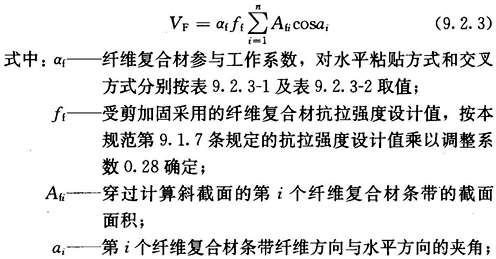 V_F = α_f f_f ∑_{i=1}^{n} A_{fi} cosa_i (9.2.3)
式中：α_f——纤维复合材参与工作系数，对水平粘贴方式和交叉
方式分别按表 9.2.3-1 及表 9.2.3-2 取值；
f_f——受剪加固采用的纤维复合材抗拉强度设计值，按本
规范第 9.1.7 条规定的抗拉强度设计值乘以调整系
数 0.28 确定；
A_{fi}——穿过计算斜截面的第 i 个纤维复合材条带的截面
面积；
a_i——第 i 个纤维复合材条带纤维方向与水平方向的夹角；